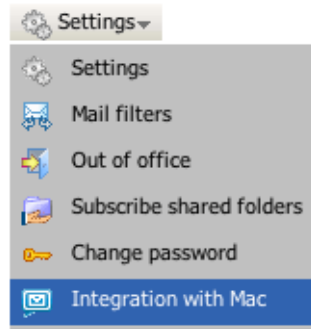 Settings
Settings
Mail filters
Out of office
Subscribe shared folders
Change password
Integration with Mac